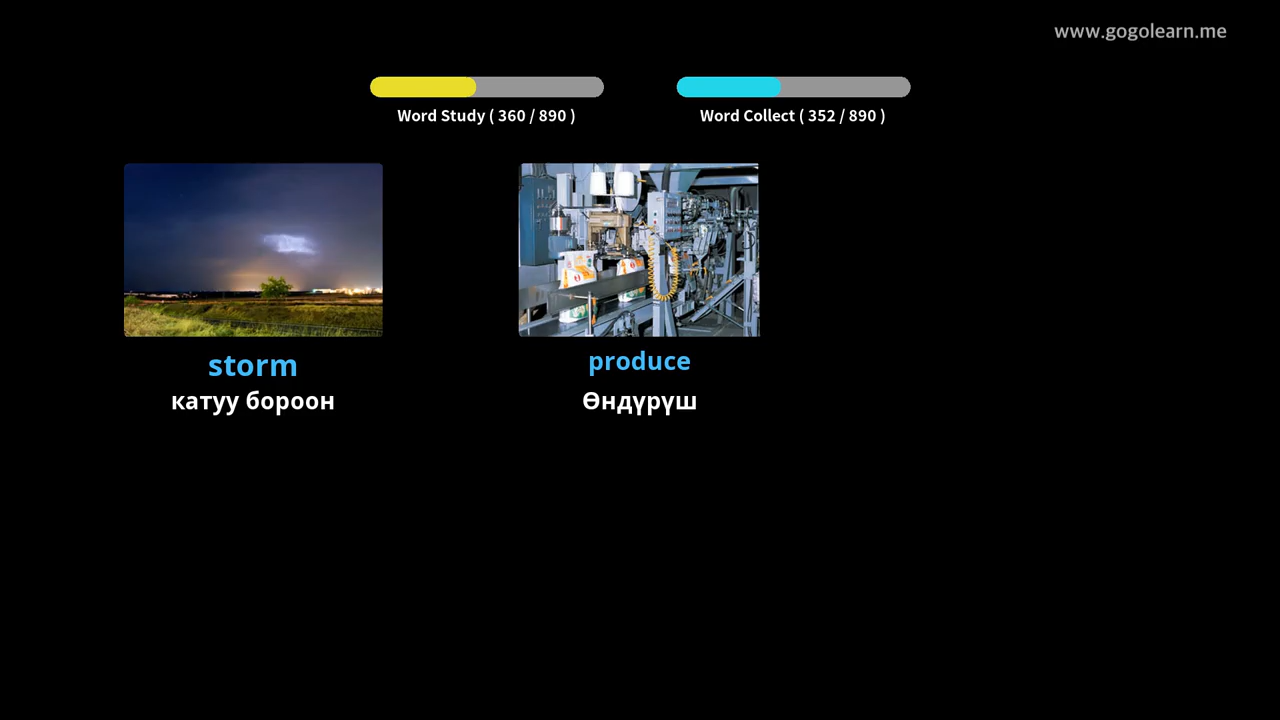 www.gogolearn.me
Word Study ( 360 / 890 )
Word Collect ( 352 / 890 )
storm
катуу бороон
produce
Өндүрүш